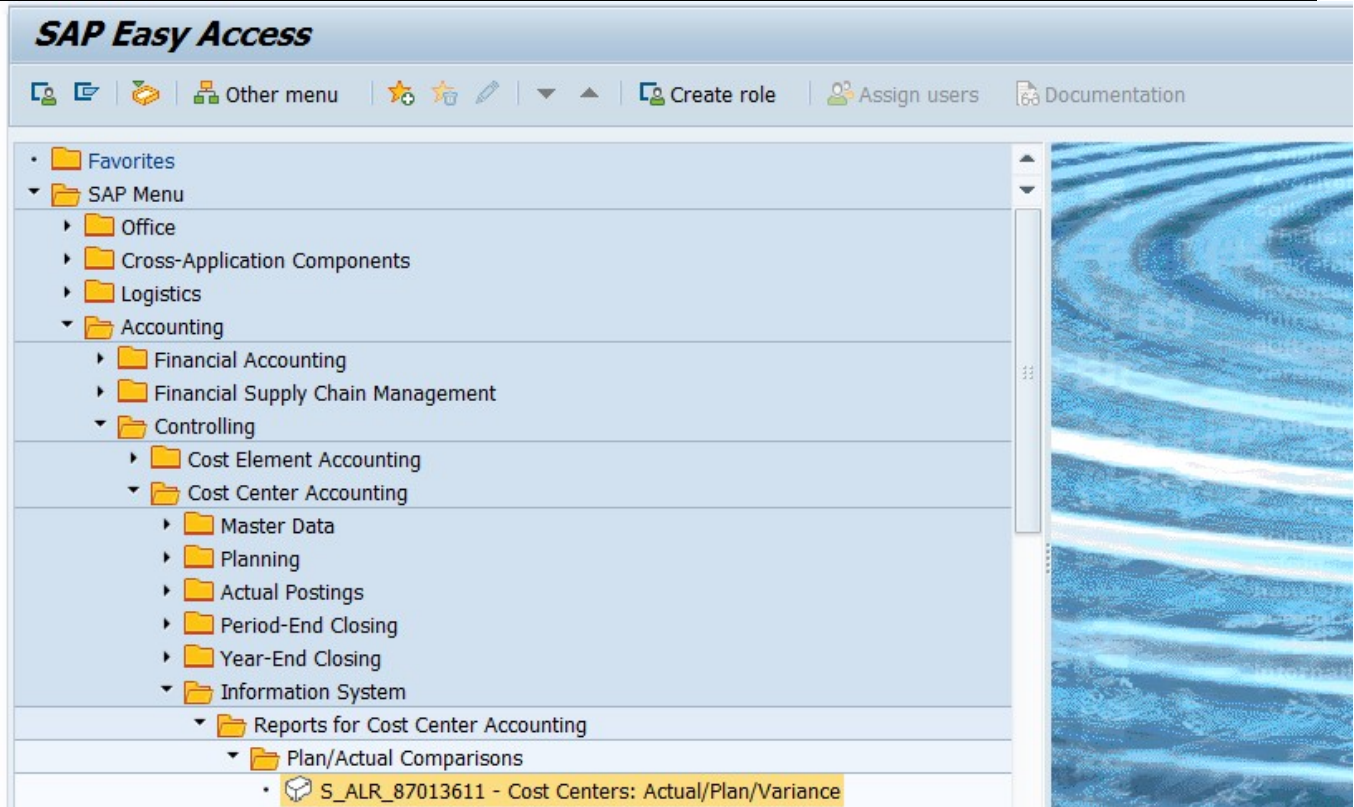 SAP Easy Access
Other menu Create role Assign users Documentation
Favorites
SAP Menu
Office
Cross-Application Components
Logistics
Accounting
Financial Accounting
Financial Supply Chain Management
Controlling
Cost Element Accounting
Cost Center Accounting
Master Data
Planning
Actual Postings
Period-End Closing
Year-End Closing
Information System
Reports for Cost Center Accounting
Plan/Actual Comparisons
S_ALR_87013611 - Cost Centers: Actual/Plan/Variance